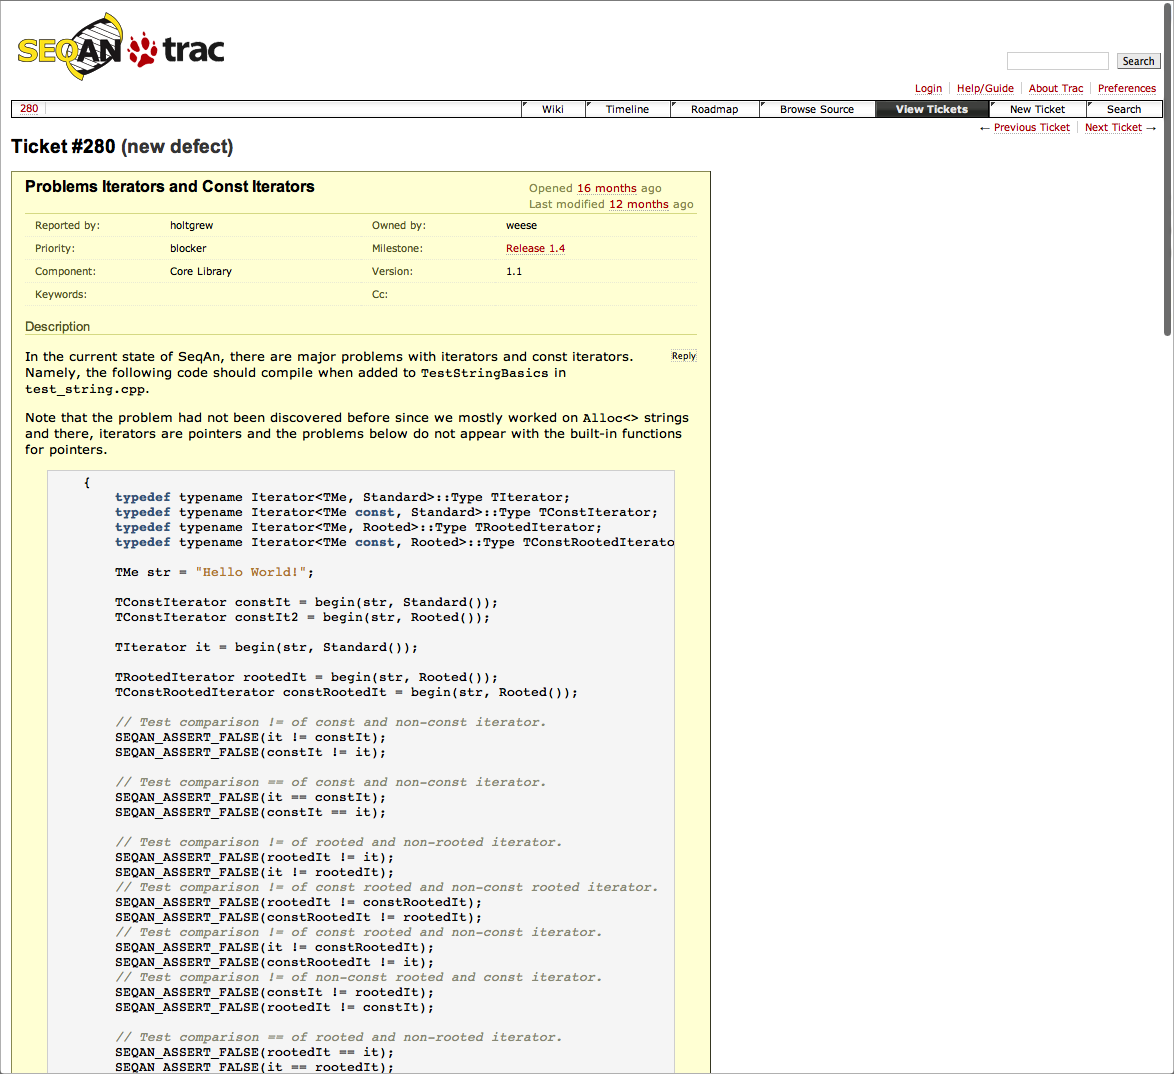 SEQAN trac
Search
Login Help/Guide About Trac Preferences
280 Wiki Timeline Roadmap Browse Source View Tickets New Ticket Search
← Previous Ticket Next Ticket →
Ticket #280 (new defect)
Problems Iterators and Const Iterators
Opened 16 months ago
Last modified 12 months ago
Reported by: holtgrew Owned by: weese
Priority: blocker Milestone: Release 1.4
Component: Core Library Version: 1.1
Keywords: Cc:
Description
In the current state of SeqAn, there are major problems with iterators and const iterators. Reply
Namely, the following code should compile when added to TestStringBasics in
test_string.cpp.
Note that the problem had not been discovered before since we mostly worked on Alloc<> strings
and there, iterators are pointers and the problems below do not appear with the built-in functions
for pointers.
{
typedef typename Iterator<TMe, Standard>::Type TIterator;
typedef typename Iterator<TMe const, Standard>::Type TConstIterator;
typedef typename Iterator<TMe, Rooted>::Type TRootedIterator;
typedef typename Iterator<TMe const, Rooted>::Type TConstRootedIterato
TMe str = "Hello World!";
TConstIterator constIt = begin(str, Standard());
TConstIterator constIt2 = begin(str, Rooted());
TIterator it = begin(str, Standard());
TRootedIterator rootedIt = begin(str, Rooted());
TConstRootedIterator constRootedIt = begin(str, Rooted());
// Test comparison != of const and non-const iterator.
SEQAN_ASSERT_FALSE(it != constIt);
SEQAN_ASSERT_FALSE(constIt != it);
// Test comparison == of const and non-const iterator.
SEQAN_ASSERT_FALSE(it == constIt);
SEQAN_ASSERT_FALSE(constIt == it);
// Test comparison != of rooted and non-rooted iterator.
SEQAN_ASSERT_FALSE(rootedIt != it);
SEQAN_ASSERT_FALSE(it != rootedIt);
// Test comparison != of const rooted and non-const rooted iterator.
SEQAN_ASSERT_FALSE(rootedIt != constRootedIt);
SEQAN_ASSERT_FALSE(constRootedIt != rootedIt);
// Test comparison != of const rooted and non-const iterator.
SEQAN_ASSERT_FALSE(it != constRootedIt);
SEQAN_ASSERT_FALSE(constRootedIt != it);
// Test comparison != of non-const rooted and const iterator.
SEQAN_ASSERT_FALSE(constIt != rootedIt);
SEQAN_ASSERT_FALSE(rootedIt != constIt);
// Test comparison == of rooted and non-rooted iterator.
SEQAN_ASSERT_FALSE(rootedIt == it);
SEQAN_ASSERT_FALSE(it == rootedIt);